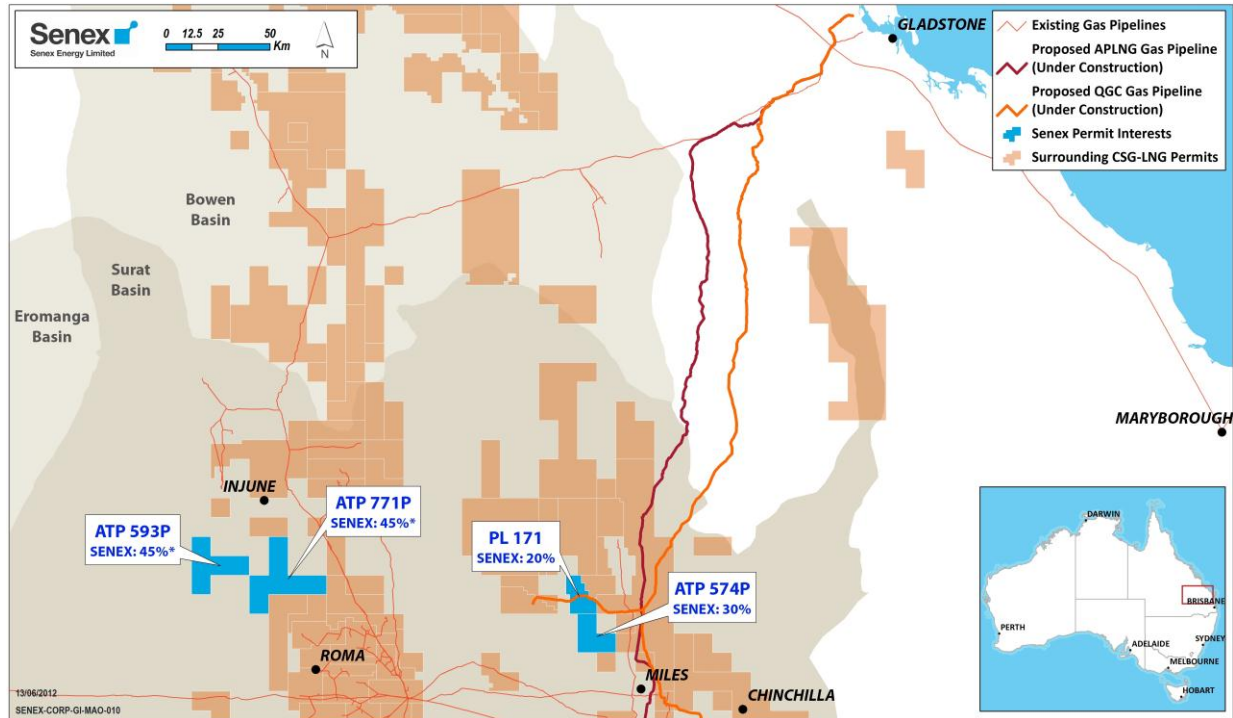 Senex
Senex Energy Limited
0 12.5 25 50
Km
N
GLADSTONE
Existing Gas Pipelines
Proposed APLNG Gas Pipeline
(Under Construction)
Proposed QGC Gas Pipeline
(Under Construction)
Senex Permit Interests
Surrounding CSG-LNG Permits
Bowen
Basin
Surat
Basin
Eromanga
Basin
MARYBOROUGH
INJUNE
ATP 771P
SENEX: 45%*
ATP 593P
SENEX: 45%*
PL 171
SENEX: 20%
ATP 574P
SENEX: 30%
ROMA
MILES
CHINCHILLA
DARWIN
BRISBANE
PERTH
SYDNEY
ADELAIDE
MELBOURNE
HOBART
13/06/2012
SENEX-CORP-GI-MAO-010